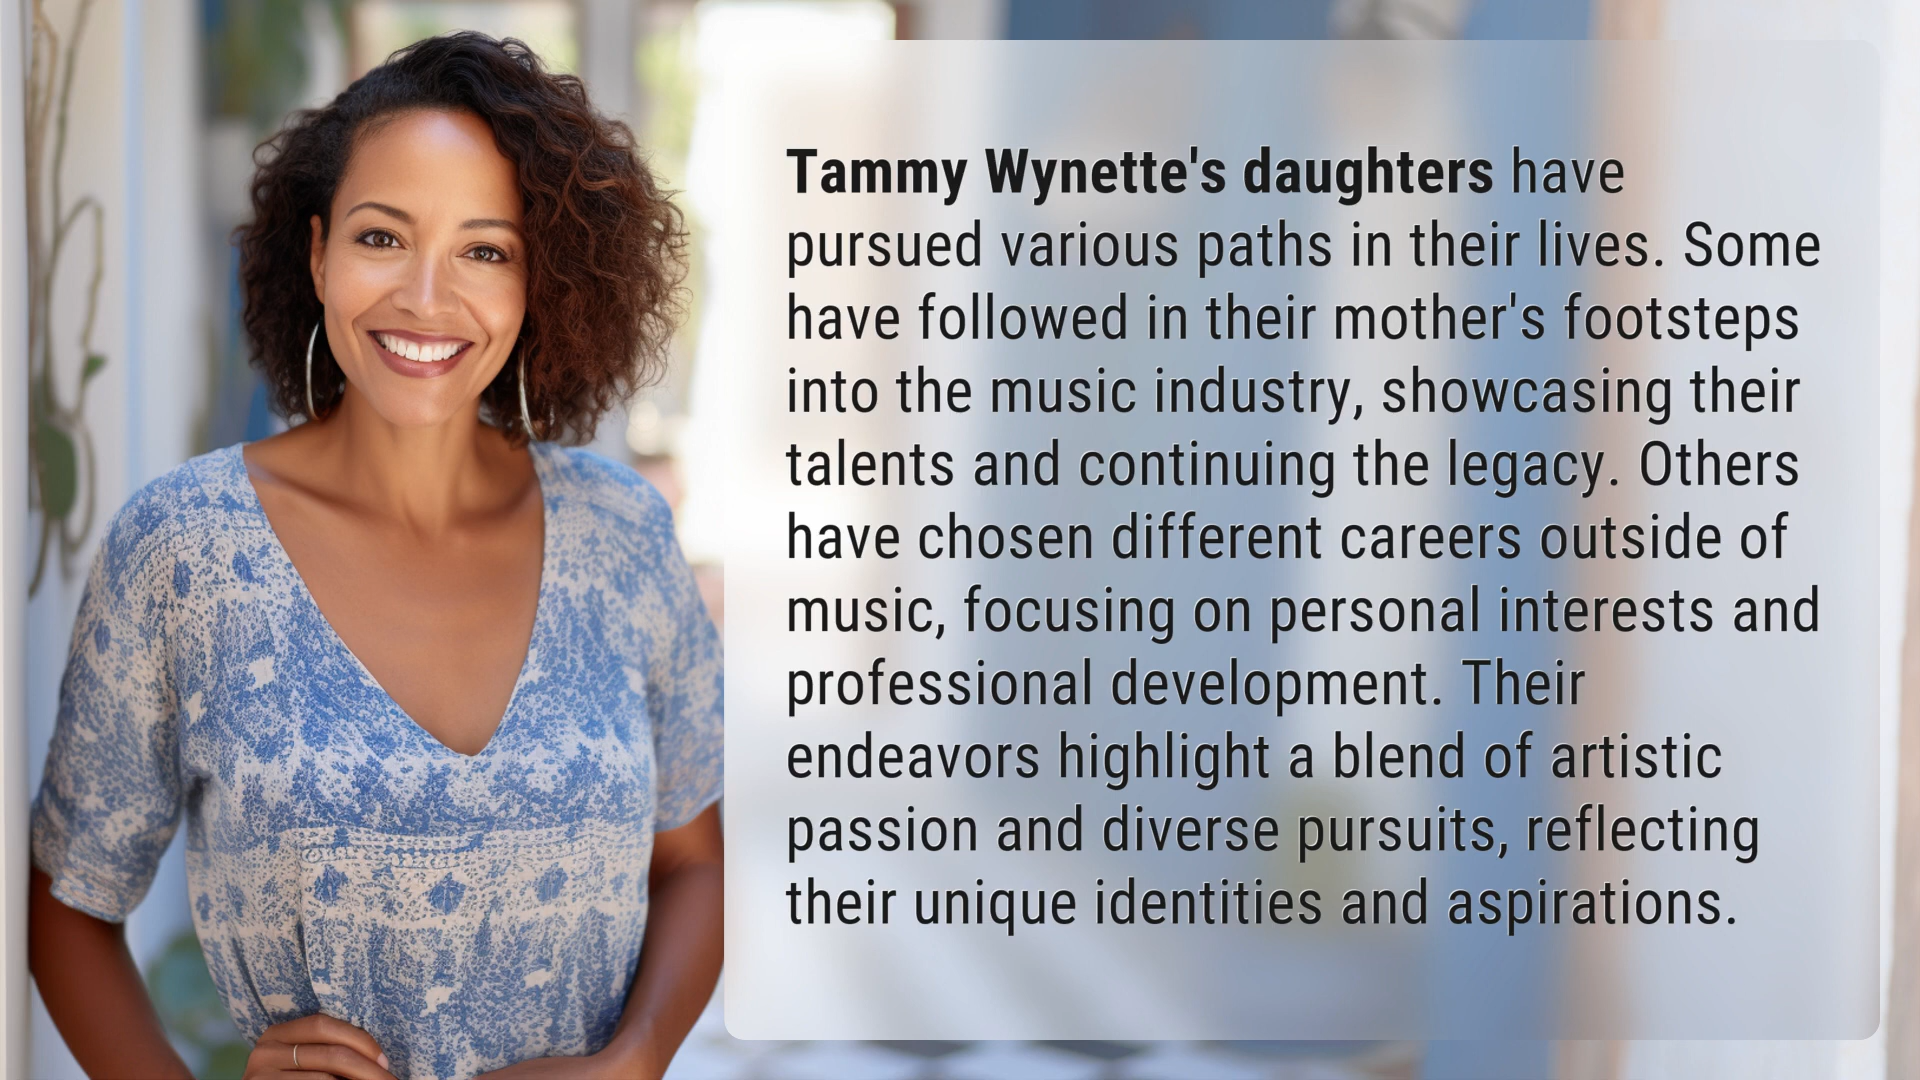 Tammy Wynette's daughters have
pursued various paths in their lives. Some
have followed in their mother's footsteps
into the music industry, showcasing their
talents and continuing the legacy. Others
have chosen different careers outside of
music, focusing on personal interests and
professional development. Their
endeavors highlight a blend of artistic
passion and diverse pursuits, reflecting
their unique identities and aspirations.